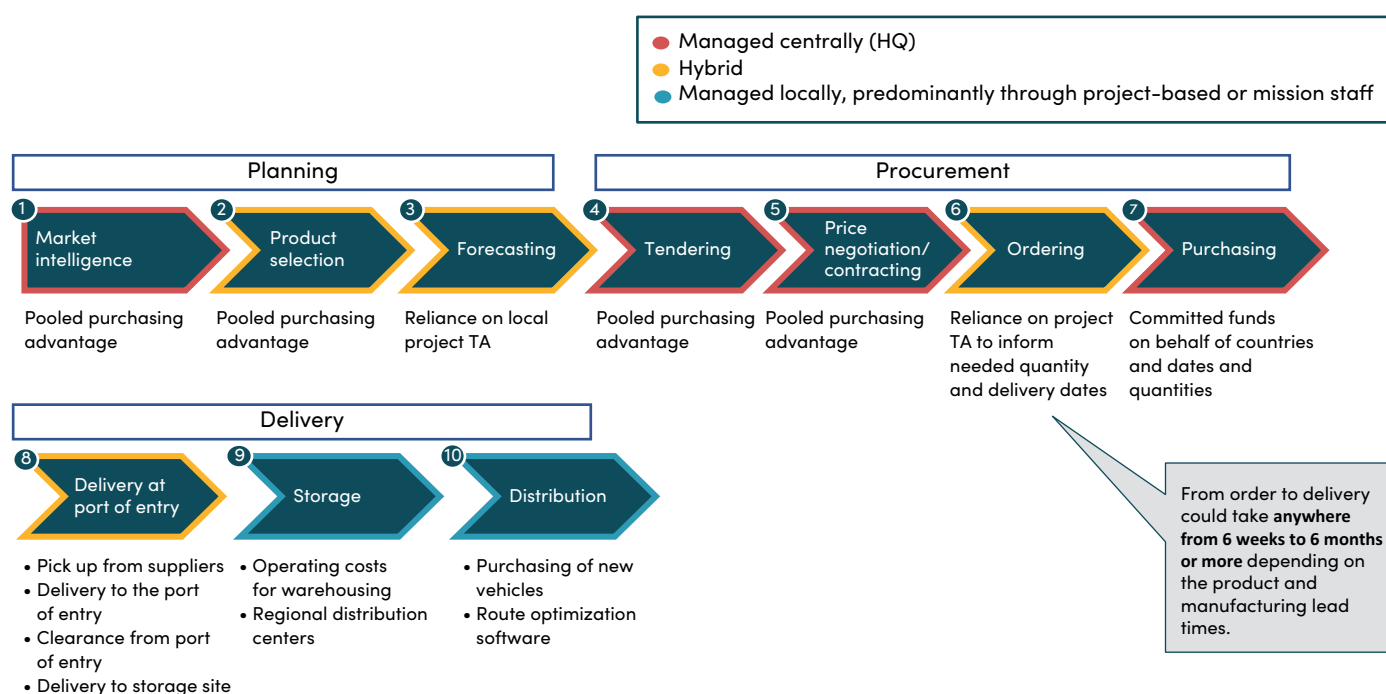 Managed centrally (HQ)
Hybrid
Managed locally, predominantly through project-based or mission staff
Planning
Procurement
1
Market
intelligence
2
Product
selection
3
Forecasting
4
Tendering
5
Price
negotiation/
contracting
6
Ordering
7
Purchasing
Pooled purchasing
advantage
Pooled purchasing
advantage
Reliance on local
project TA
Pooled purchasing
advantage
Pooled purchasing
advantage
Reliance on project
TA to inform
needed quantity
and delivery dates
Committed funds
on behalf of countries
and dates and
quantities
Delivery
8
Delivery at
port of entry
9
Storage
10
Distribution
• Pick up from suppliers
• Delivery to the port
of entry
• Clearance from port
of entry
• Delivery to storage site
• Operating costs
for warehousing
• Regional distribution
centers
• Purchasing of new
vehicles
• Route optimization
software
From order to delivery
could take anywhere
from 6 weeks to 6 months
or more depending on
the product and
manufacturing lead
times.